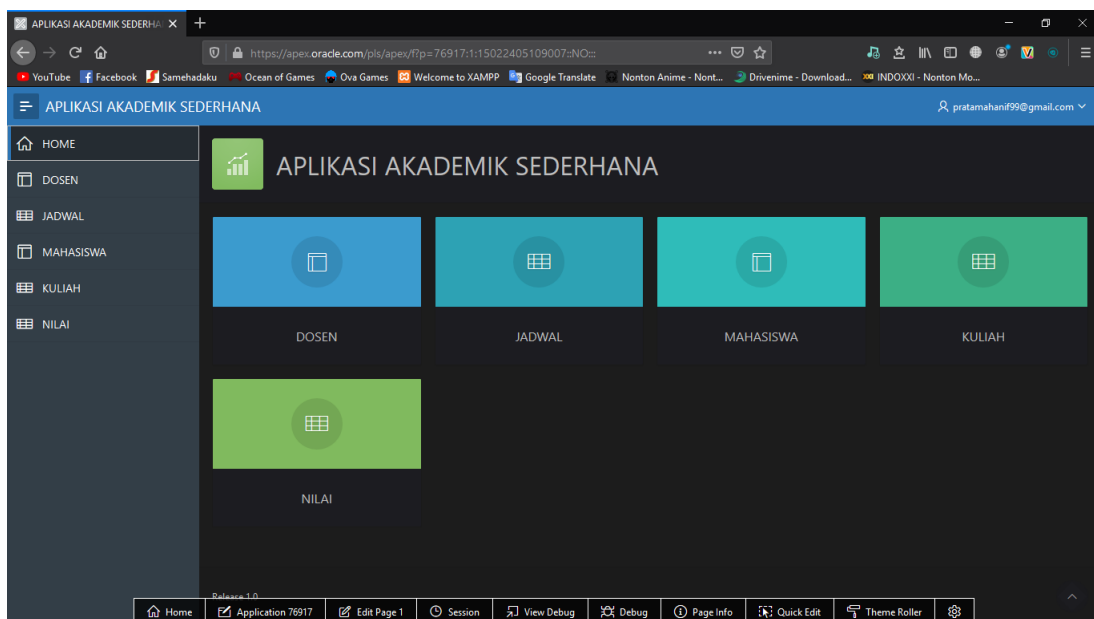 APLIKASI AKADEMIK SEDERHA
https://apex.oracle.com/pls/apex/f?p=76917:1:15022405109007::NO:::
YouTube Facebook Samehadaku Ocean of Games Ova Games Welcome to XAMPP Google Translate Nonton Anime - Nont... Drivenime - Download... INDOXXI - Nonton Mo...
APLIKASI AKADEMIK SEDERHANA pratamahanif99@gmail.com
HOME
DOSEN
JADWAL
MAHASISWA
KULIAH
NILAI
APLIKASI AKADEMIK SEDERHANA
DOSEN JADWAL MAHASISWA KULIAH
NILAI
Release 1.0
Home Application 76917 Edit Page 1 Session View Debug Debug Page Info Quick Edit Theme Roller